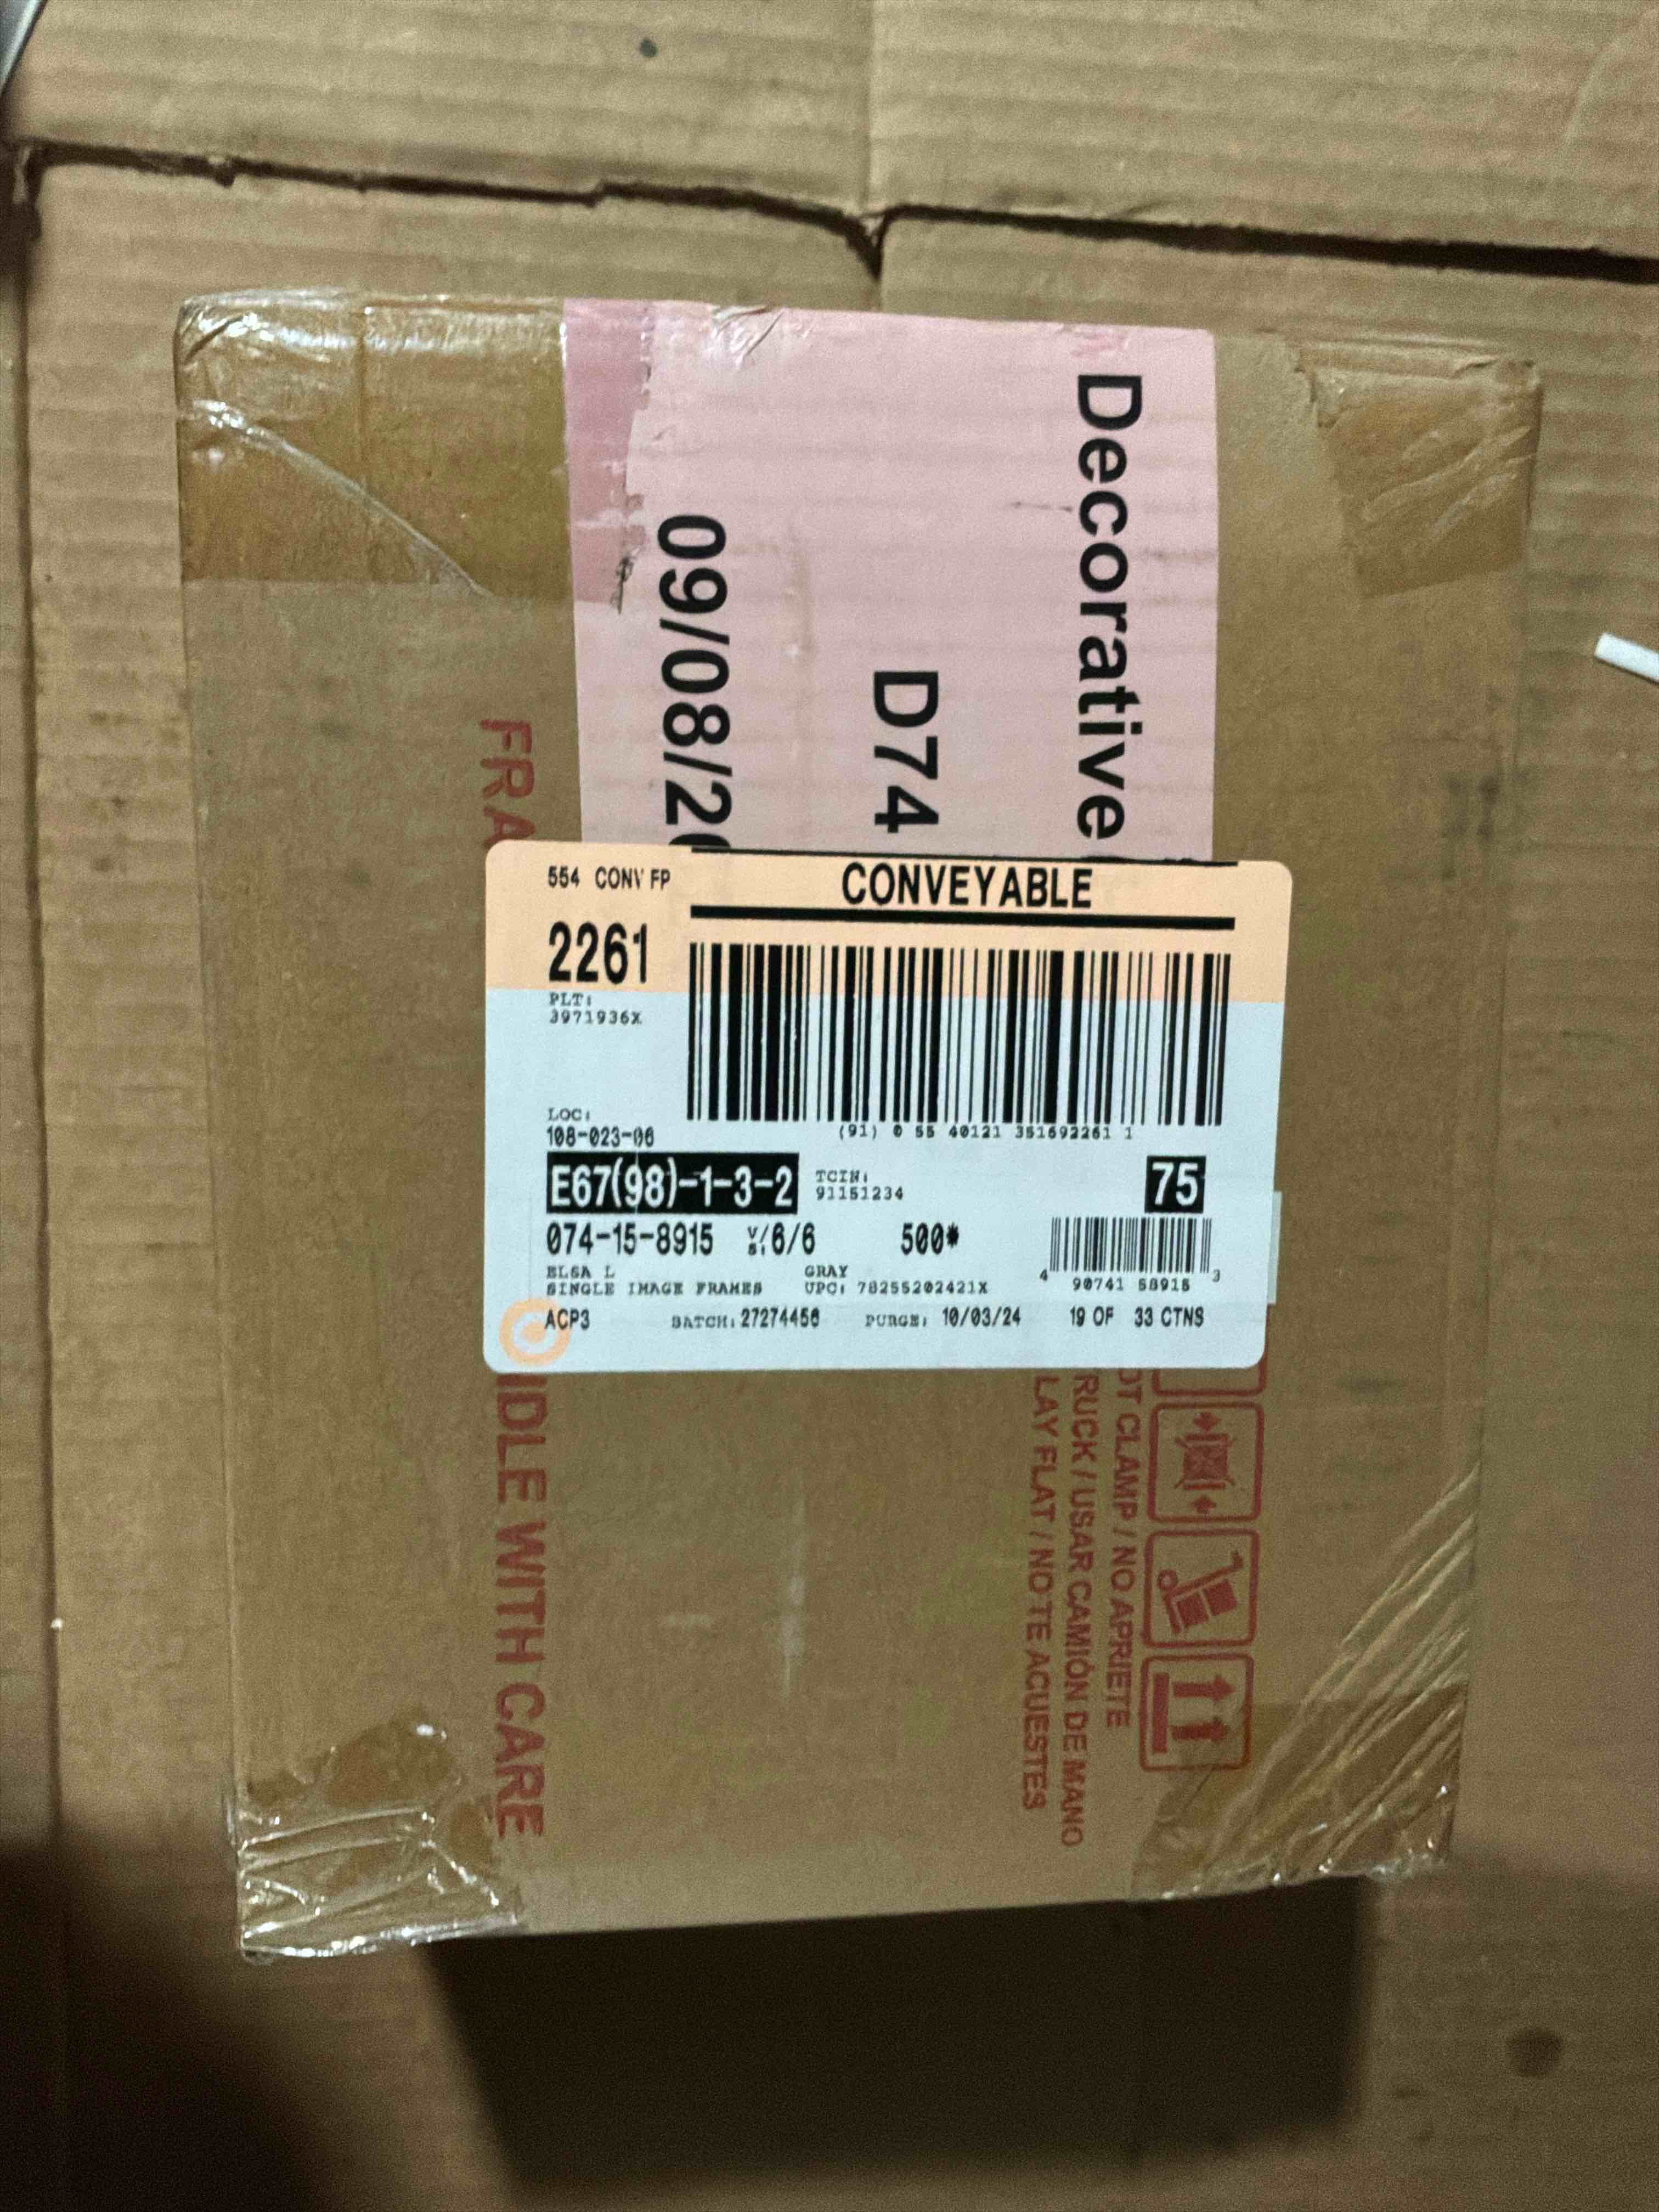 Decorative
D74
09/08/2
FRA
554 CONV FP
CONVEYABLE
2261
PLT:
3971936X
LOC:
108-023-06
(91) 0 55 40121 351692261 1
E67(98)-1-3-2
TCIN:
91151234
75
074-15-8915 V/S: 6/6 500*
ELSA L GRAY
SINGLE IMAGE FRAMES UPC: 78255202421X
4 90741 58915 3
ACP3 BATCH: 27274456 PURGE: 10/03/24 19 OF 33 CTNS
OT CLAMP / NO APRIETE
RUCK / USAR CAMIÓN DE MANO
LAY FLAT / NO TE ACUESTES
DLE WITH CARE